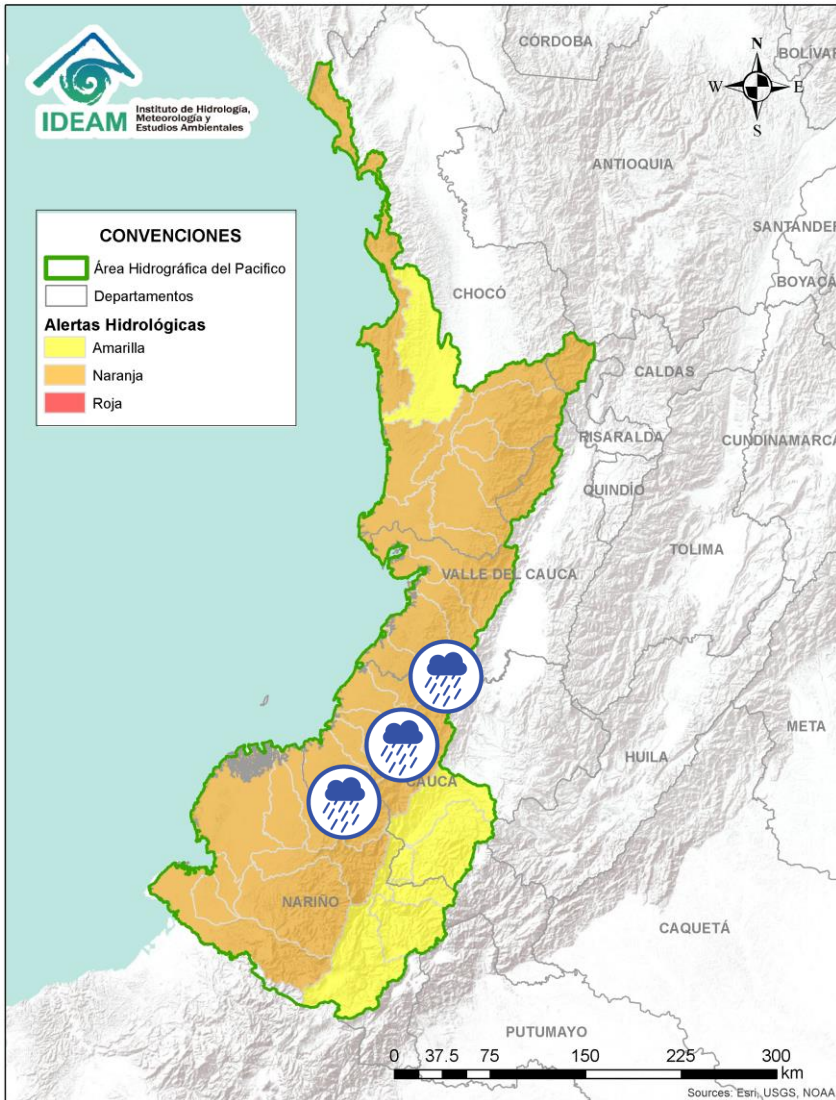 CÓRDOBA
BOLÍVAR
N
W
E
S
IDEAM
Instituto de Hidrología,
Meteorología y
Estudios Ambientales
ANTIOQUIA
SANTANDER
CONVENCIONES
Área Hidrográfica del Pacifico
Departamentos
Alertas Hidrológicas
Amarilla
Naranja
Roja
BOYACÁ
CHOCÓ
CALDAS
RISARALDA
CUNDINAMARCA
QUINDÍO
TOLIMA
VALLE DEL CAUCA
META
HUILA
CAUCA
NARIÑO
CAQUETÁ
PUTUMAYO
0 37.5 75 150 225 300
km
Sources: Esri, USGS, NOAA